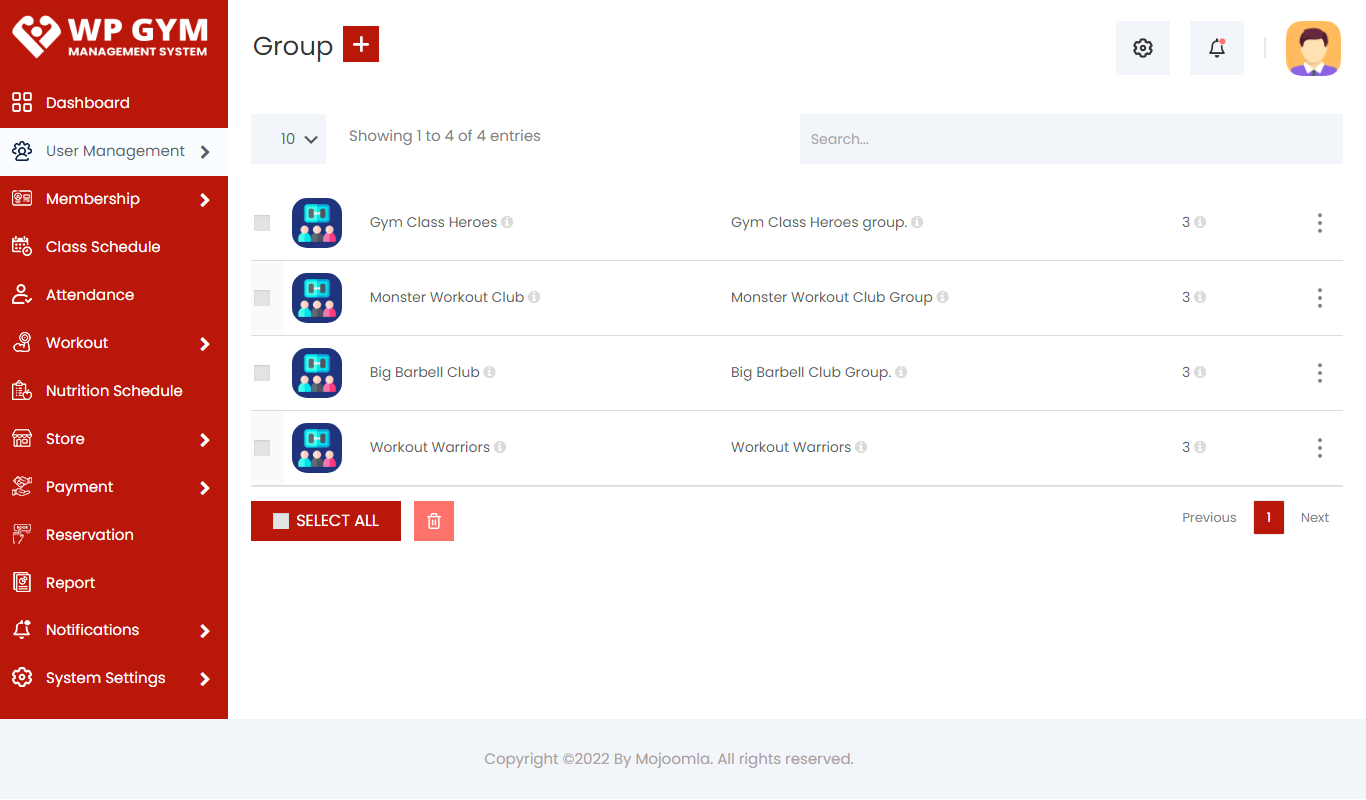 WP GYM
MANAGEMENT SYSTEM
Dashboard
User Management
Membership
Class Schedule
Attendance
Workout
Nutrition Schedule
Store
Payment
Reservation
Report
Notifications
System Settings
Group
10
Showing 1 to 4 of 4 entries
Search...
Gym Class Heroes Gym Class Heroes group. 3
Monster Workout Club Monster Workout Club Group 3
Big Barbell Club Big Barbell Club Group. 3
Workout Warriors Workout Warriors 3
SELECT ALL
Previous 1 Next
Copyright ©2022 By Mojoomla. All rights reserved.